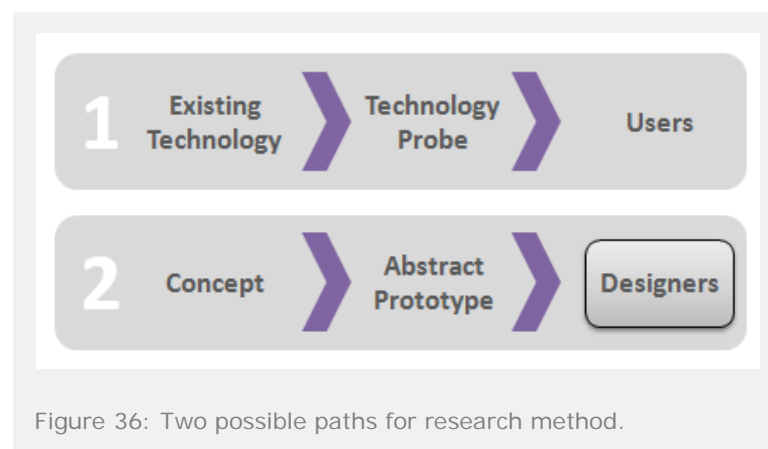 1
Existing
Technology
Technology
Probe
Users
2
Concept
Abstract
Prototype
Designers
Figure 36: Two possible paths for research method.